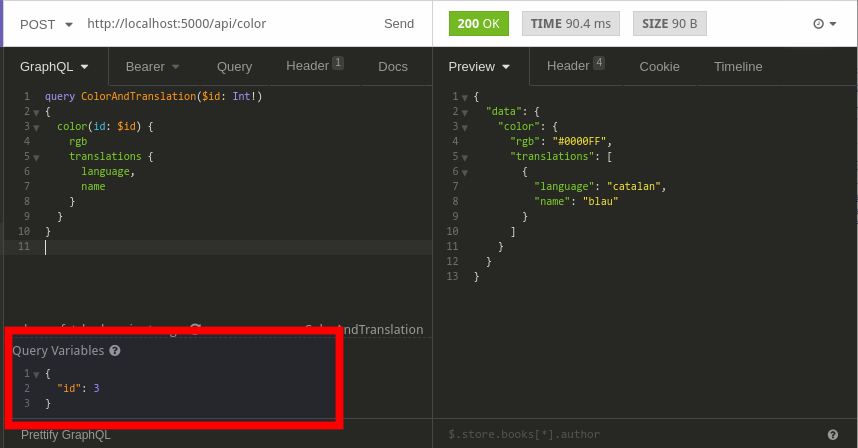 POST http://localhost:5000/api/color Send 200 OK TIME 90.4 ms SIZE 90 B
GraphQL Bearer Query Header 1 Docs
1 query ColorAndTranslation($id: Int!)
2 {
3 color(id: $id) {
4 rgb
5 translations {
6 language,
7 name
8 }
9 }
10 }
11
ColorAndTranslation
Query Variables ?
1 {
2 "id": 3
3 }
Prettify GraphQL
Preview Header 4 Cookie Timeline
1 {
2 "data": {
3 "color": {
4 "rgb": "#0000FF",
5 "translations": [
6 {
7 "language": "catalan",
8 "name": "blau"
9 }
10 ]
11 }
12 }
13 }
$.store.books[*].author ?